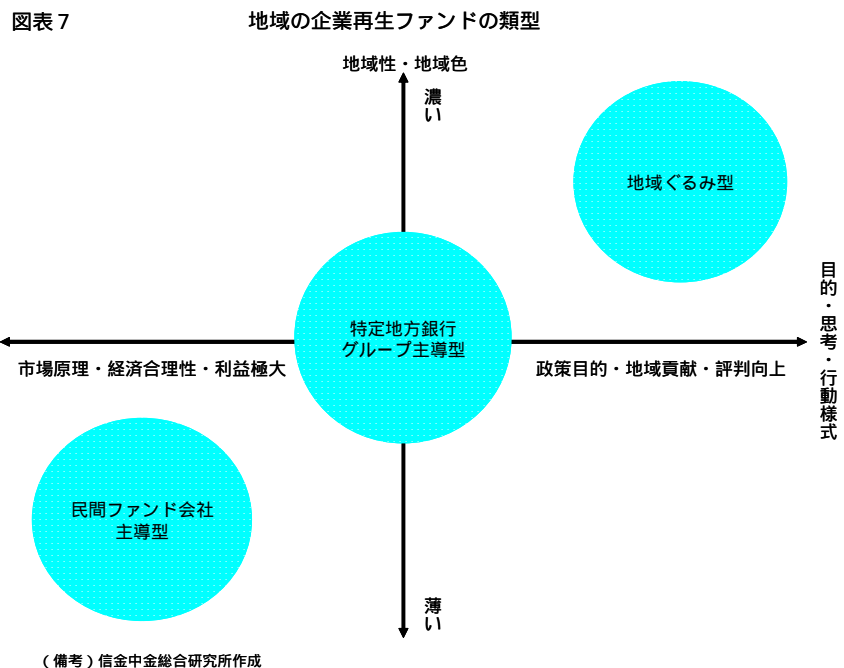 図表７
地域の企業再生ファンドの類型
地域性・地域色
濃い
地域ぐるみ型
目的・思考・行動様式
特定地方銀行
グループ主導型
市場原理・経済合理性・利益極大
政策目的・地域貢献・評判向上
民間ファンド会社
主導型
薄い
（備考）信金中金総合研究所作成